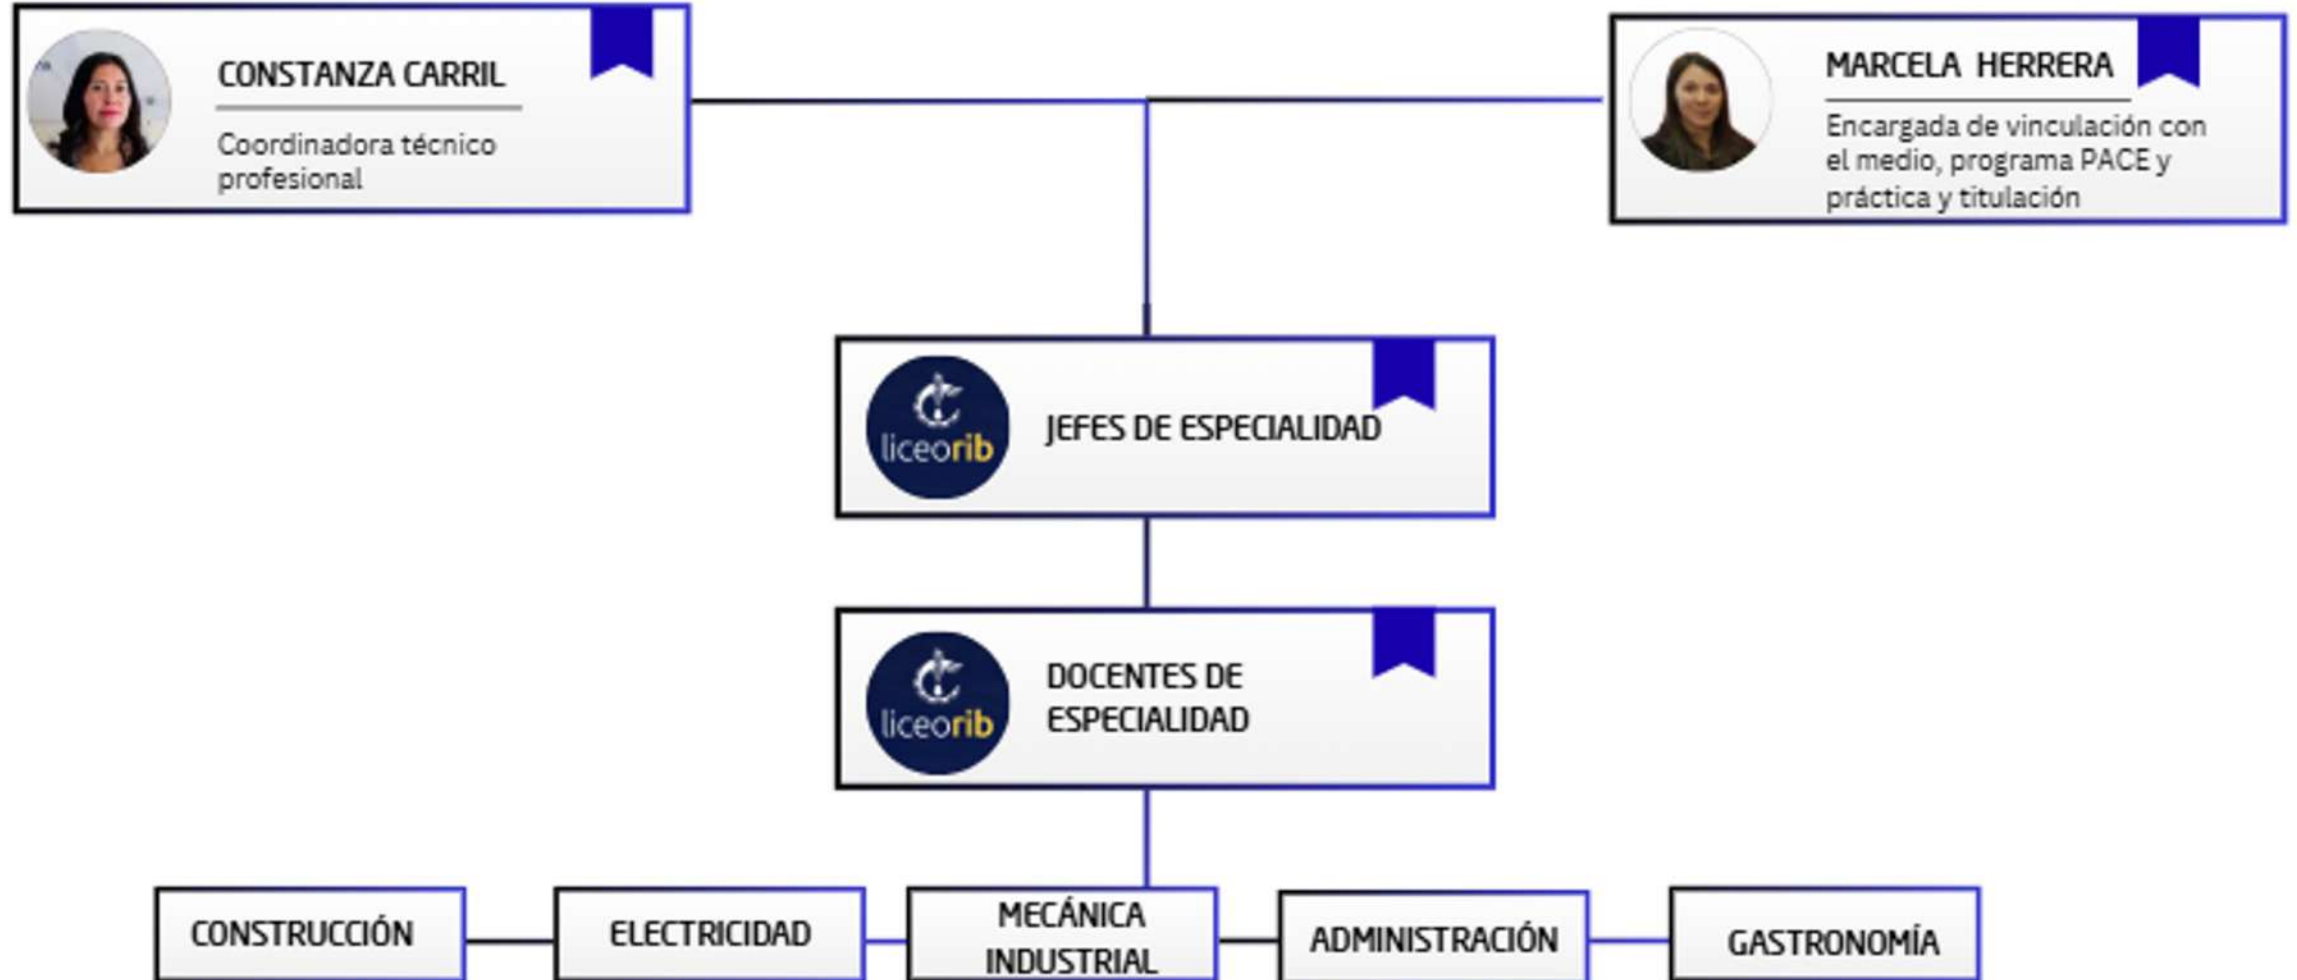 CONSTANZA CARRIL
Coordinadora técnico
profesional
MARCELA HERRERA
Encargada de vinculación con
el medio, programa PACE y
práctica y titulación
liceorib
JEFES DE ESPECIALIDAD
liceorib
DOCENTES DE
ESPECIALIDAD
CONSTRUCCIÓN
ELECTRICIDAD
MECÁNICA
INDUSTRIAL
ADMINISTRACIÓN
GASTRONOMÍA